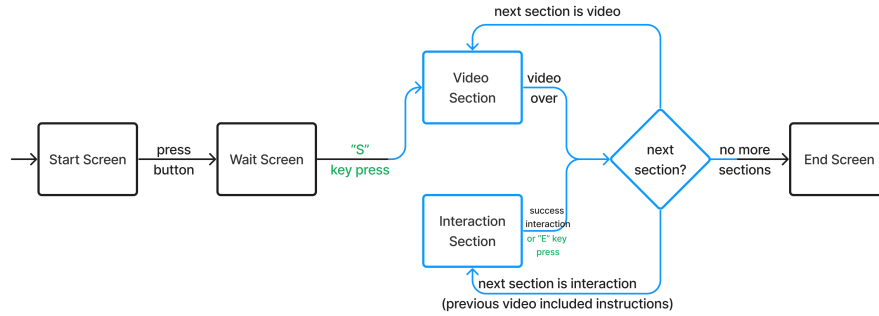 next section is video
Video
Section
video
over
Start Screen
press
button
Wait Screen
“S”
key press
next
section?
no more
sections
End Screen
Interaction
Section
success
interaction
or “E” key
press
next section is interaction
(previous video included instructions)